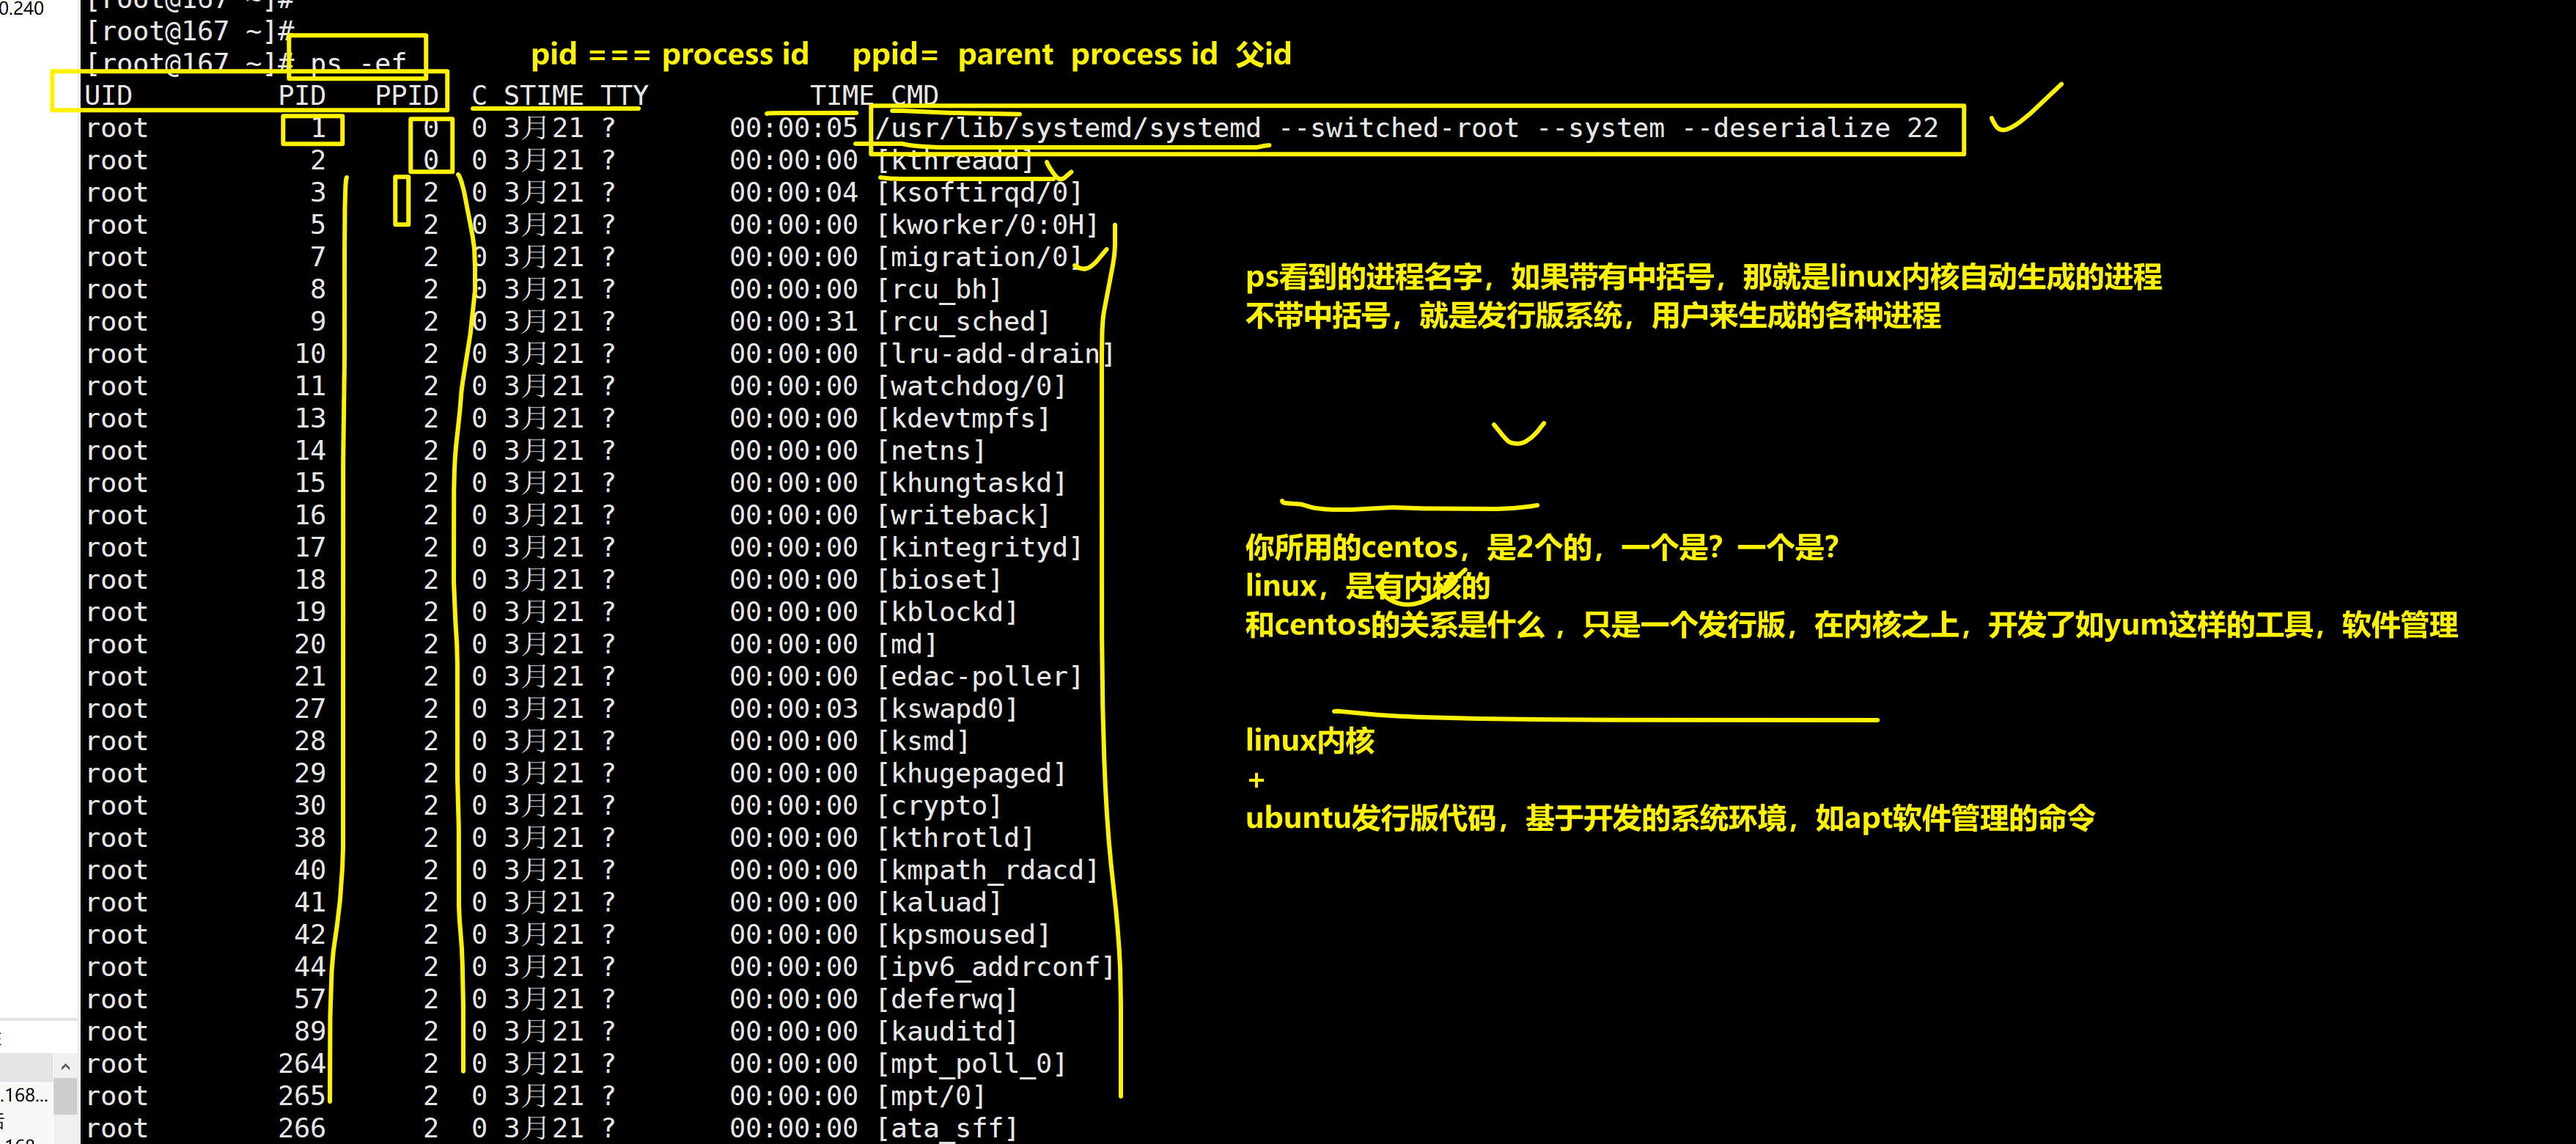 0.240
[root@167 ~]#
[root@167 ~]#
[root@167 ~]# ps -ef
pid === process id ppid= parent process id 父id
UID PID PPID C STIME TTY TIME CMD
root 1 0 0 3月21 ? 00:00:05 /usr/lib/systemd/systemd --switched-root --system --deserialize 22
root 2 0 0 3月21 ? 00:00:00 [kthreadd]
root 3 2 0 3月21 ? 00:00:04 [ksoftirqd/0]
root 5 2 0 3月21 ? 00:00:00 [kworker/0:0H]
root 7 2 0 3月21 ? 00:00:00 [migration/0]
ps看到的进程名字，如果带有中括号，那就是linux内核自动生成的进程
root 8 2 0 3月21 ? 00:00:00 [rcu_bh]
不带中括号，就是发行版系统，用户来生成的各种进程
root 9 2 0 3月21 ? 00:00:31 [rcu_sched]
root 10 2 0 3月21 ? 00:00:00 [lru-add-drain]
root 11 2 0 3月21 ? 00:00:00 [watchdog/0]
root 13 2 0 3月21 ? 00:00:00 [kdevtmpfs]
root 14 2 0 3月21 ? 00:00:00 [netns]
root 15 2 0 3月21 ? 00:00:00 [khungtaskd]
root 16 2 0 3月21 ? 00:00:00 [writeback]
root 17 2 0 3月21 ? 00:00:00 [kintegrityd]
你所用的centos，是2个的，一个是？一个是？
root 18 2 0 3月21 ? 00:00:00 [bioset]
linux，是有内核的
root 19 2 0 3月21 ? 00:00:00 [kblockd]
和centos的关系是什么 ，只是一个发行版，在内核之上，开发了如yum这样的工具，软件管理
root 20 2 0 3月21 ? 00:00:00 [md]
root 21 2 0 3月21 ? 00:00:00 [edac-poller]
root 27 2 0 3月21 ? 00:00:03 [kswapd0]
root 28 2 0 3月21 ? 00:00:00 [ksmd]
linux内核
root 29 2 0 3月21 ? 00:00:00 [khugepaged]
+
root 30 2 0 3月21 ? 00:00:00 [crypto]
ubuntu发行版代码，基于开发的系统环境，如apt软件管理的命令
root 38 2 0 3月21 ? 00:00:00 [kthrotld]
root 40 2 0 3月21 ? 00:00:00 [kmpath_rdacd]
root 41 2 0 3月21 ? 00:00:00 [kaluad]
root 42 2 0 3月21 ? 00:00:00 [kpsmoused]
root 44 2 0 3月21 ? 00:00:00 [ipv6_addrconf]
root 57 2 0 3月21 ? 00:00:00 [deferwq]
root 89 2 0 3月21 ? 00:00:00 [kauditd]
root 264 2 0 3月21 ? 00:00:00 [mpt_poll_0]
.168...
root 265 2 0 3月21 ? 00:00:00 [mpt/0]
root 266 2 0 3月21 ? 00:00:00 [ata_sff]